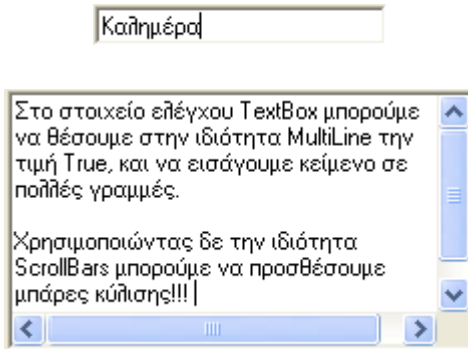 Καλημέρα
Στο στοιχείο ελέγχου TextBox μπορούμε
να θέσουμε στην ιδιότητα MultiLine την
τιμή True, και να εισάγουμε κείμενο σε
πολλές γραμμές.
Χρησιμοποιώντας δε την ιδιότητα
ScrollBars μπορούμε να προσθέσουμε
μπάρες κύλισης!!!